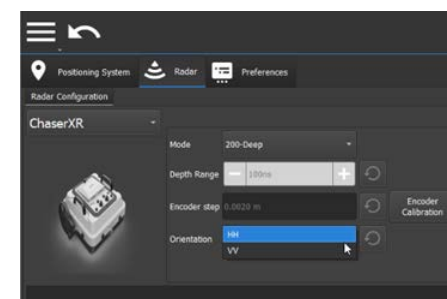 Positioning System Radar Preferences
Radar Configuration
ChaserXR
Mode 200-Deep
Depth Range 100ns
Encoder step 0.0020 m Encoder Calibration
Orientation HH
VV